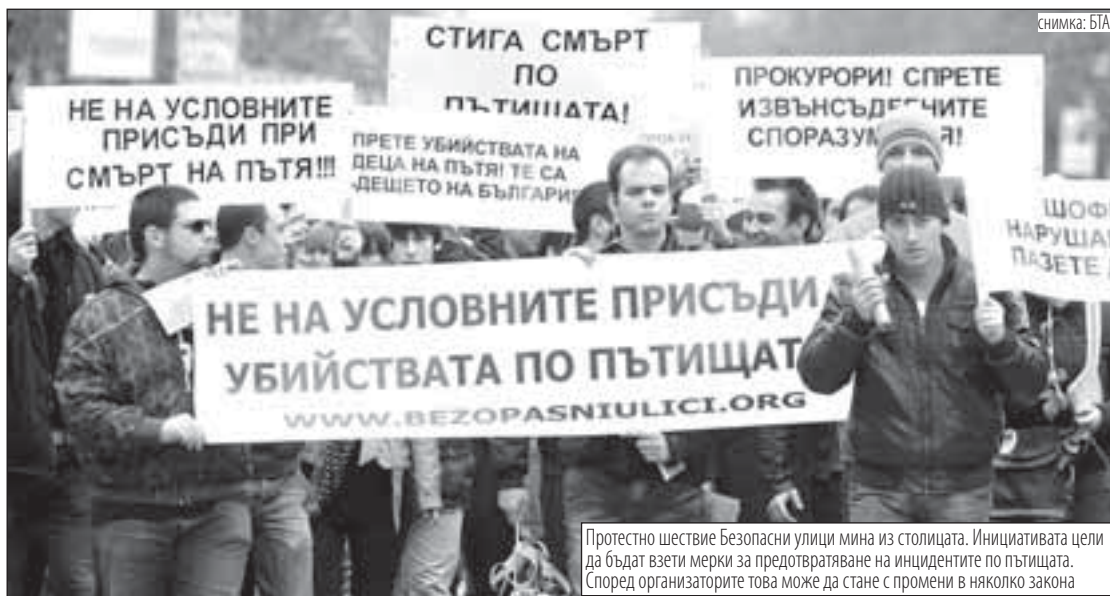 снимка: БТА
СТИГА СМЪРТ
ПО
ПЪТИЩАТА!
НЕ НА УСЛОВНИТЕ
ПРИСЪДИ ПРИ
СМЪРТ НА ПЪТЯ!!!
ПРОКУРОРИ! СПРЕТЕ
ИЗВЪНСЪДЕБНИТЕ
УБИЙСТВАТА НА
ДЕЦА НА ПЪТЯ! ТЕ СА
НА
НЕ НА УСЛОВНИТЕ ПРИСЪДИ
УБИЙСТВАТА ПО
WWW.BEZOPASNIULICI.ORG
ПАЗЕТЕ
Протестно шествие Безопасни улици мина из столицата. Инициативата цели
да бъдат взети мерки за предотвратяване на инцидентите по пътищата.
Според организаторите това може да стане с промени в няколко закона